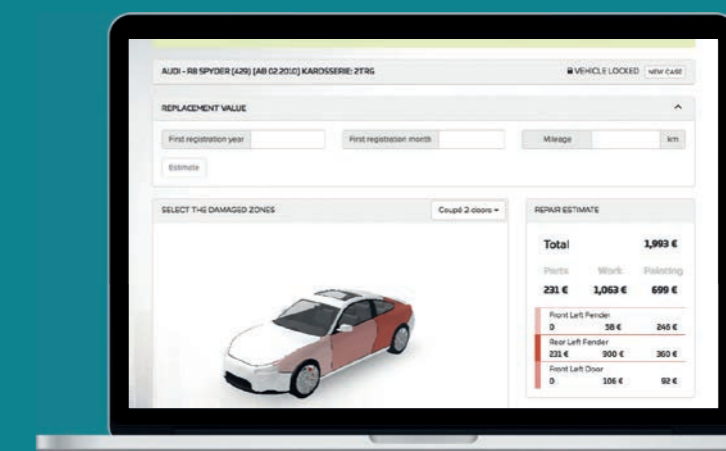 AUDI - R8 SPYDER (429) [AB 02.2010] KAROSSERIE: 2TRG
VEHICLE LOCKED
NEW CASE
REPLACEMENT VALUE
First registration year
First registration month
Mileage
km
Estimate
SELECT THE DAMAGED ZONES
Coupé 2 doors
REPAIR ESTIMATE
Total 1,993 €
Parts Work Painting
231 € 1,063 € 699 €
Front Left Fender
0 58 € 246 €
Rear Left Fender
231 € 900 € 360 €
Front Left Door
0 106 € 92 €